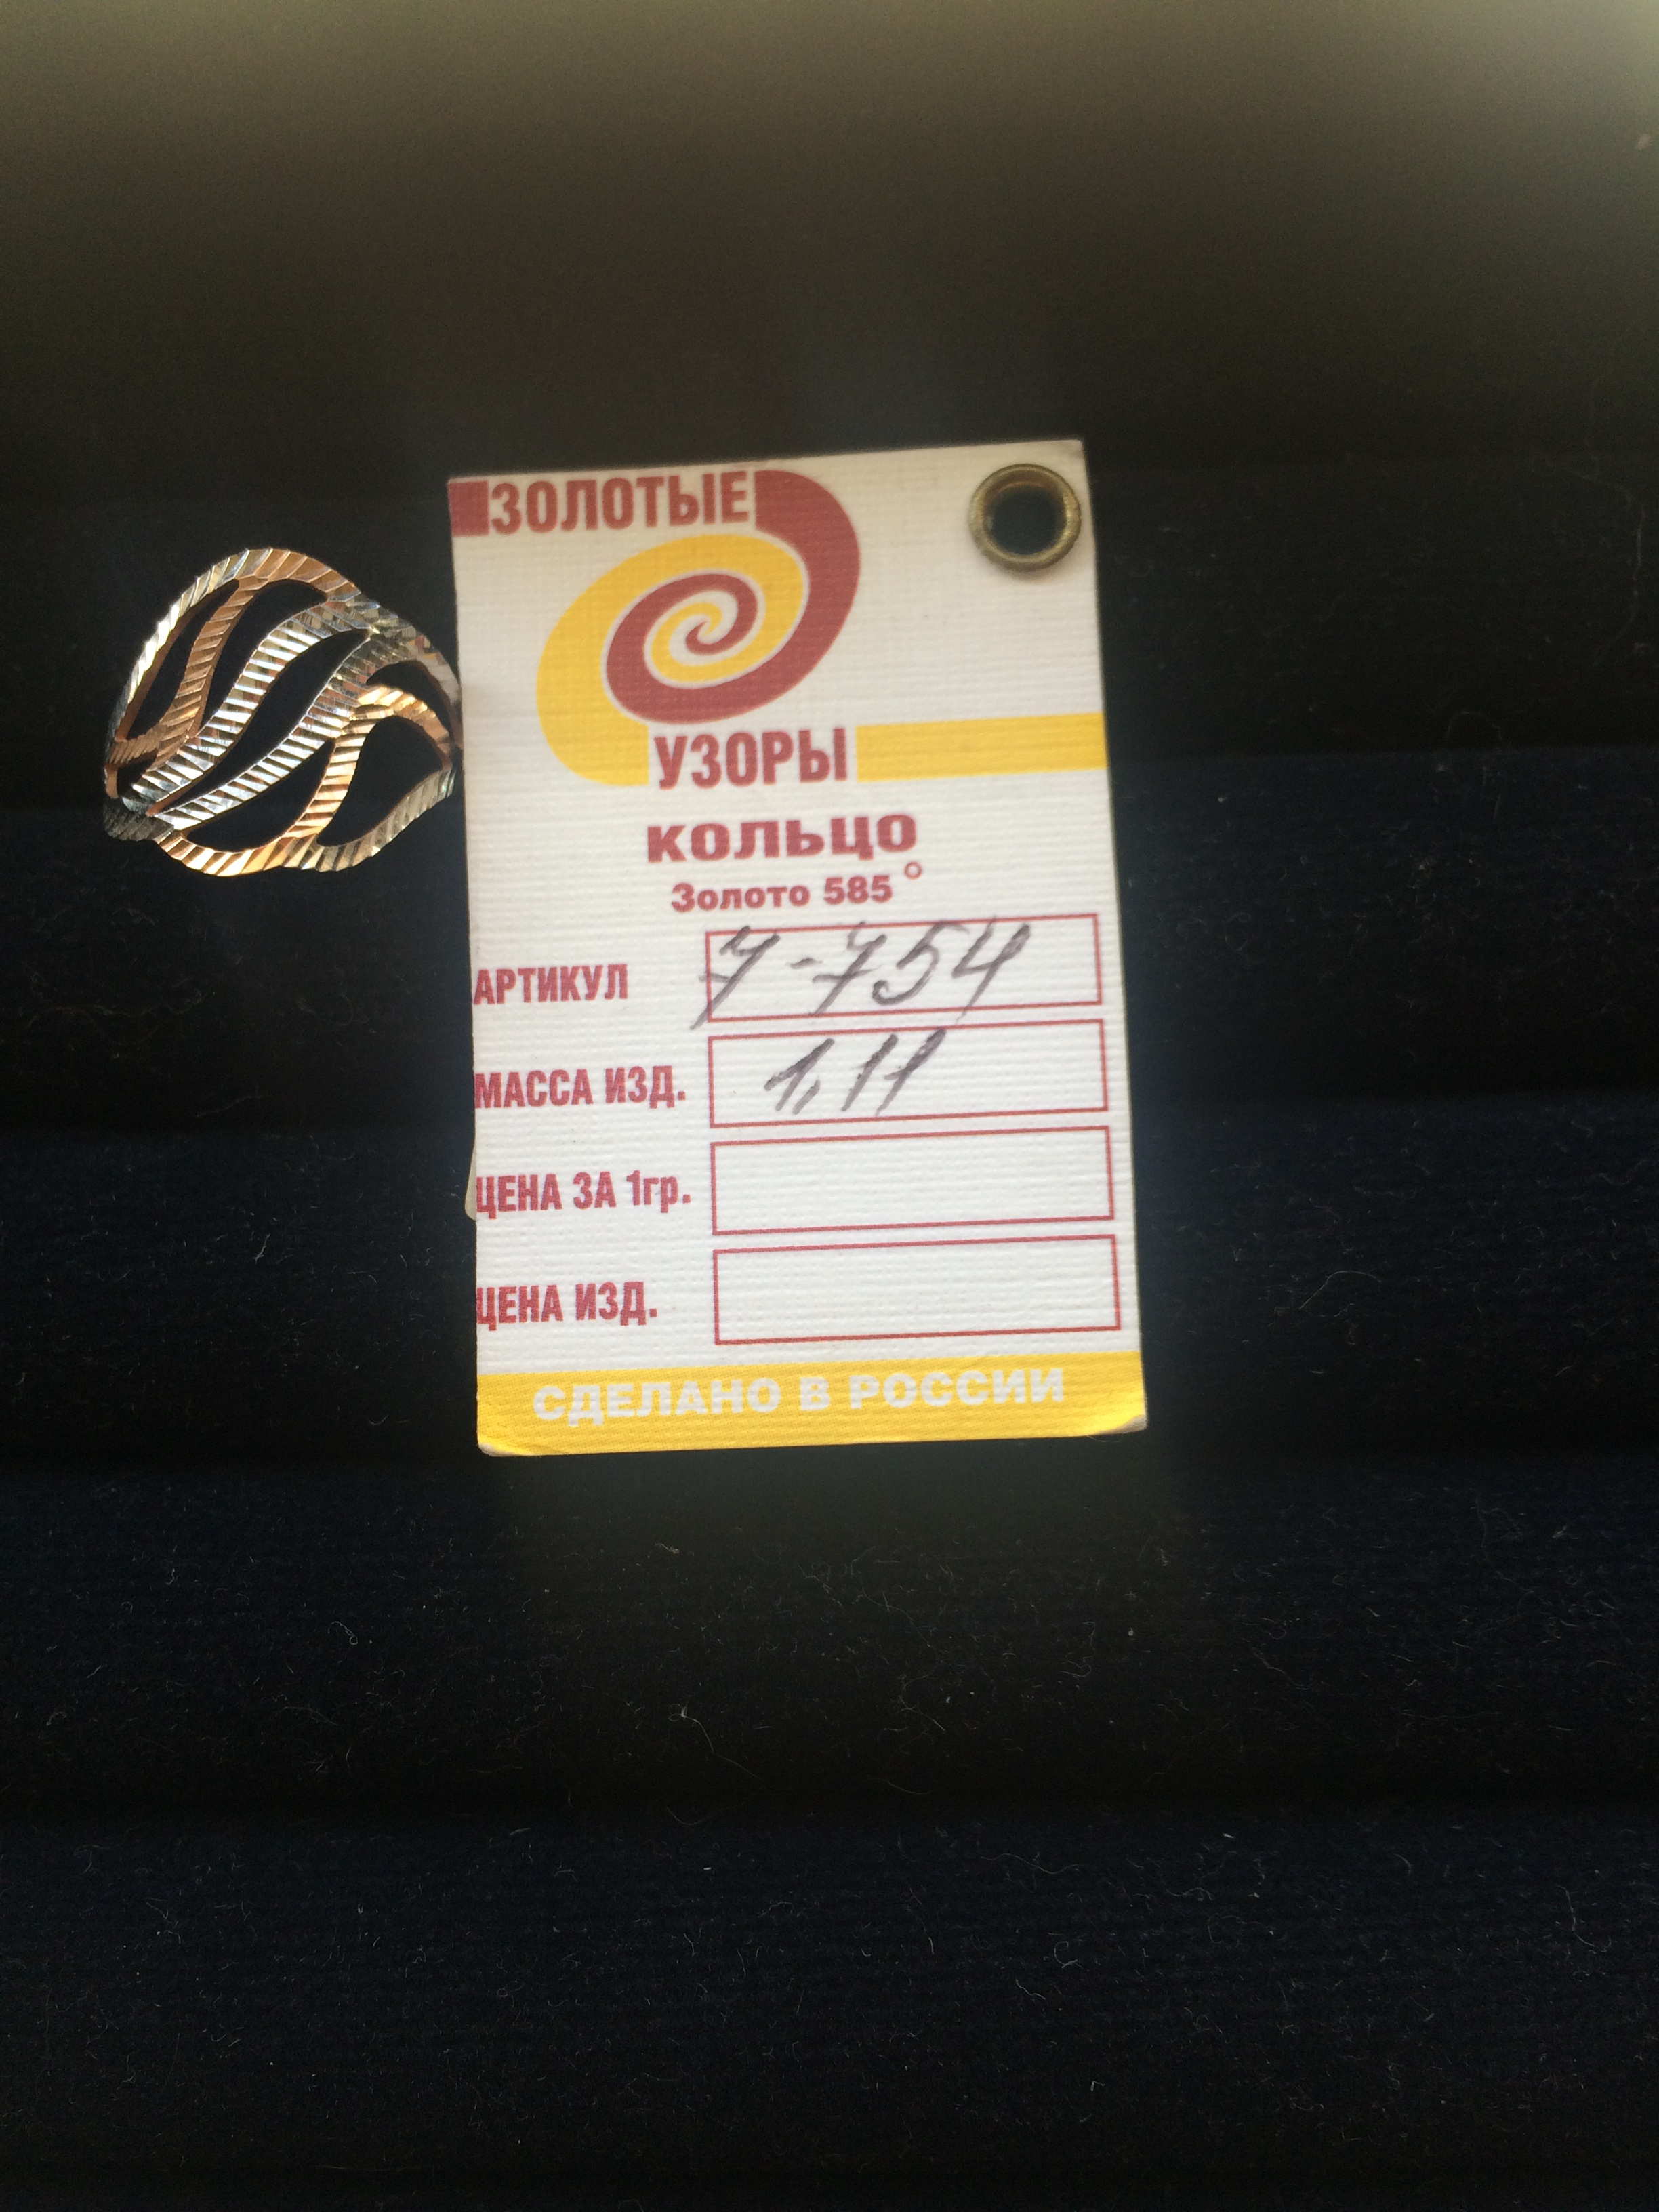 ЗОЛОТЫЕ
УЗОРЫ
КОЛЬЦО
Золото 585°
АРТИКУЛ 7-754
МАССА ИЗД. 1,11
ЦЕНА ЗА 1гр.
ЦЕНА ИЗД.
СДЕЛАНО В РОССИИ